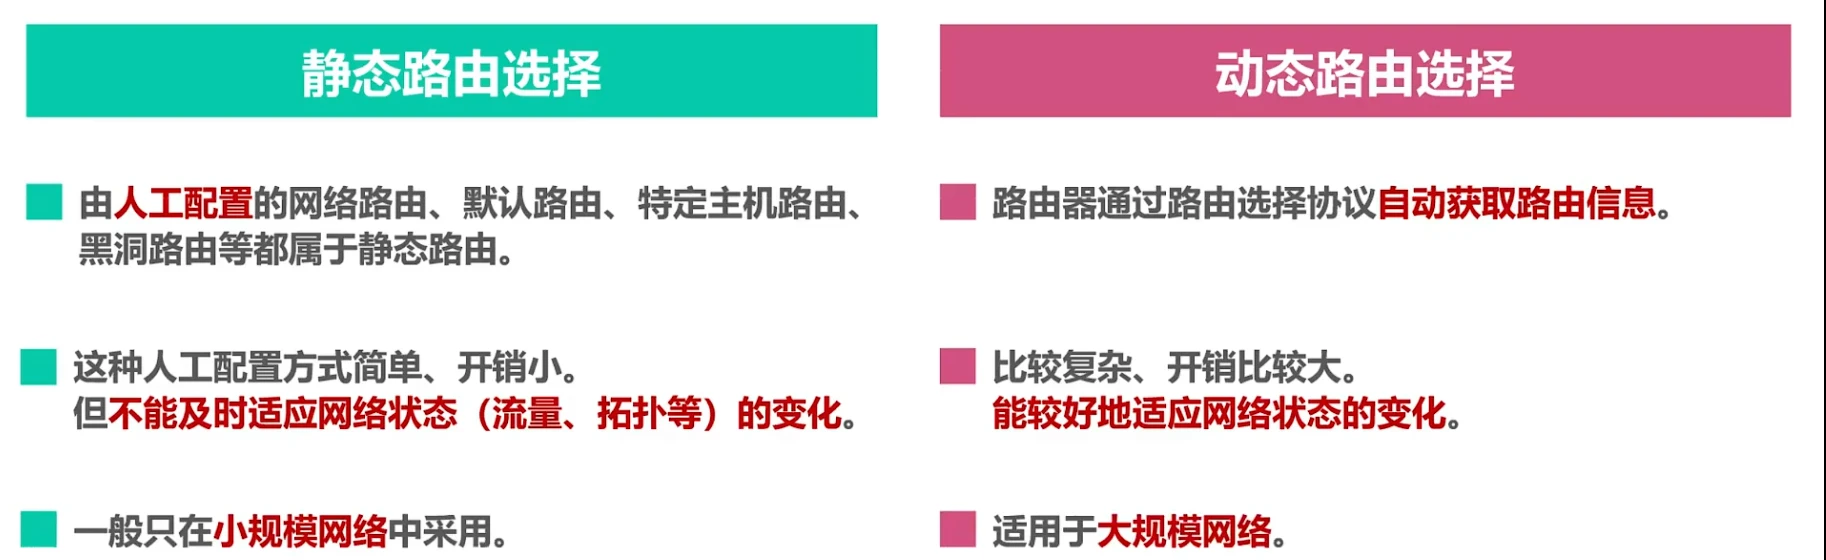 静态路由选择
由人工配置的网络路由、默认路由、特定主机路由、
黑洞路由等都属于静态路由。
这种人工配置方式简单、开销小。
但不能及时适应网络状态（流量、拓扑等）的变化。
一般只在小规模网络中采用。
动态路由选择
路由器通过路由选择协议自动获取路由信息。
比较复杂、开销比较大。
能较好地适应网络状态的变化。
适用于大规模网络。